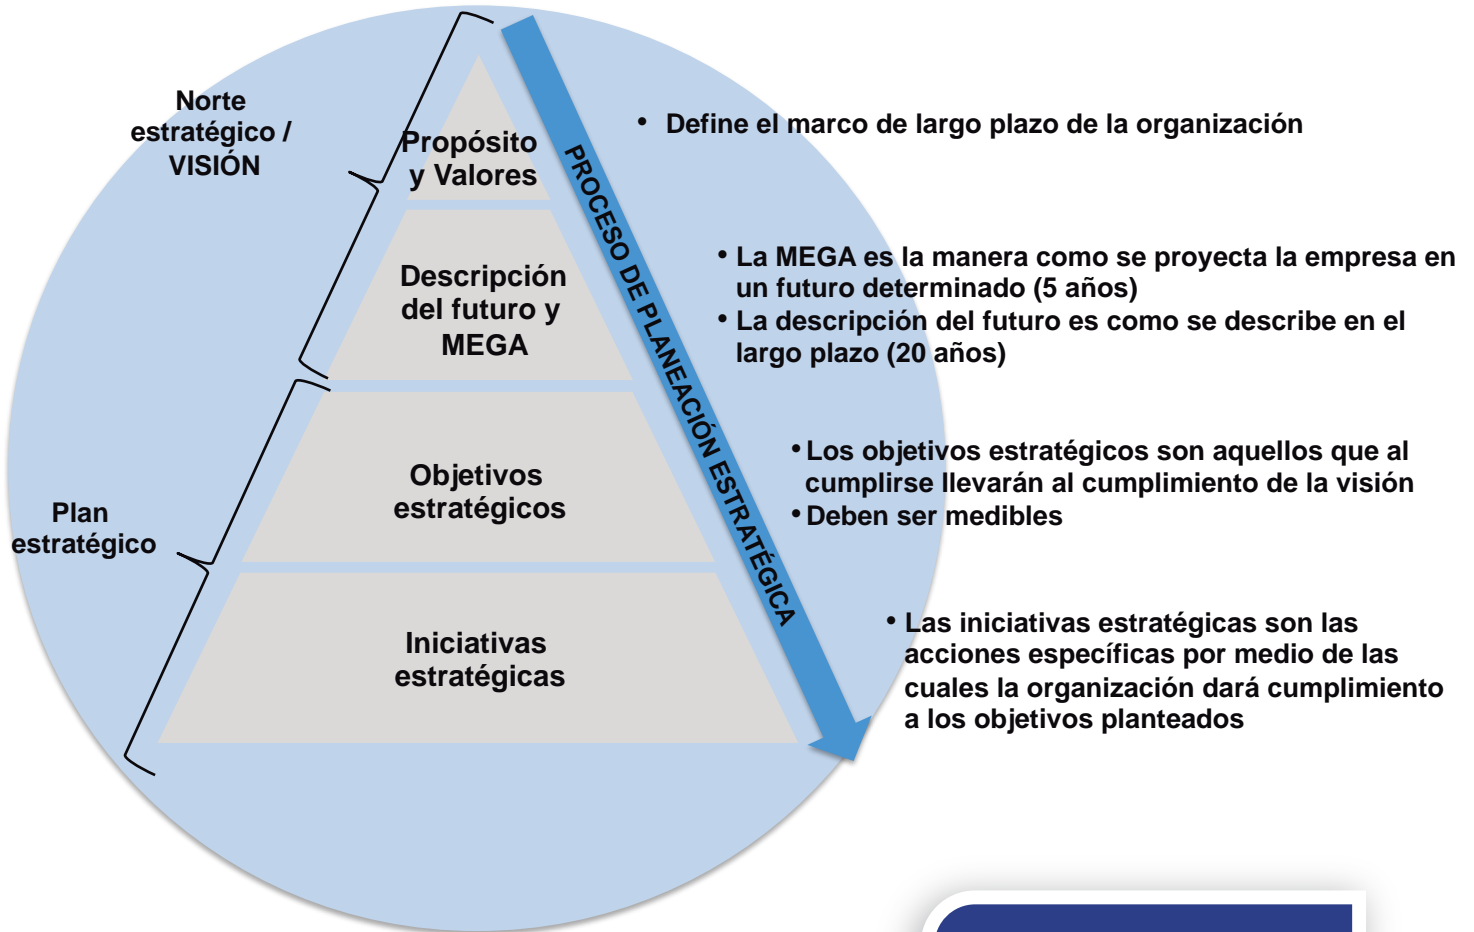 Norte
estratégico /
VISIÓN
Propósito
y Valores
• Define el marco de largo plazo de la organización
PROCESO DE PLANEACIÓN ESTRATÉGICA
Descripción
del futuro y
MEGA
• La MEGA es la manera como se proyecta la empresa en
un futuro determinado (5 años)
• La descripción del futuro es como se describe en el
largo plazo (20 años)
Plan
estratégico
Objetivos
estratégicos
• Los objetivos estratégicos son aquellos que al
cumplirse llevarán al cumplimiento de la visión
• Deben ser medibles
Iniciativas
estratégicas
• Las iniciativas estratégicas son las
acciones específicas por medio de las
cuales la organización dará cumplimiento
a los objetivos planteados